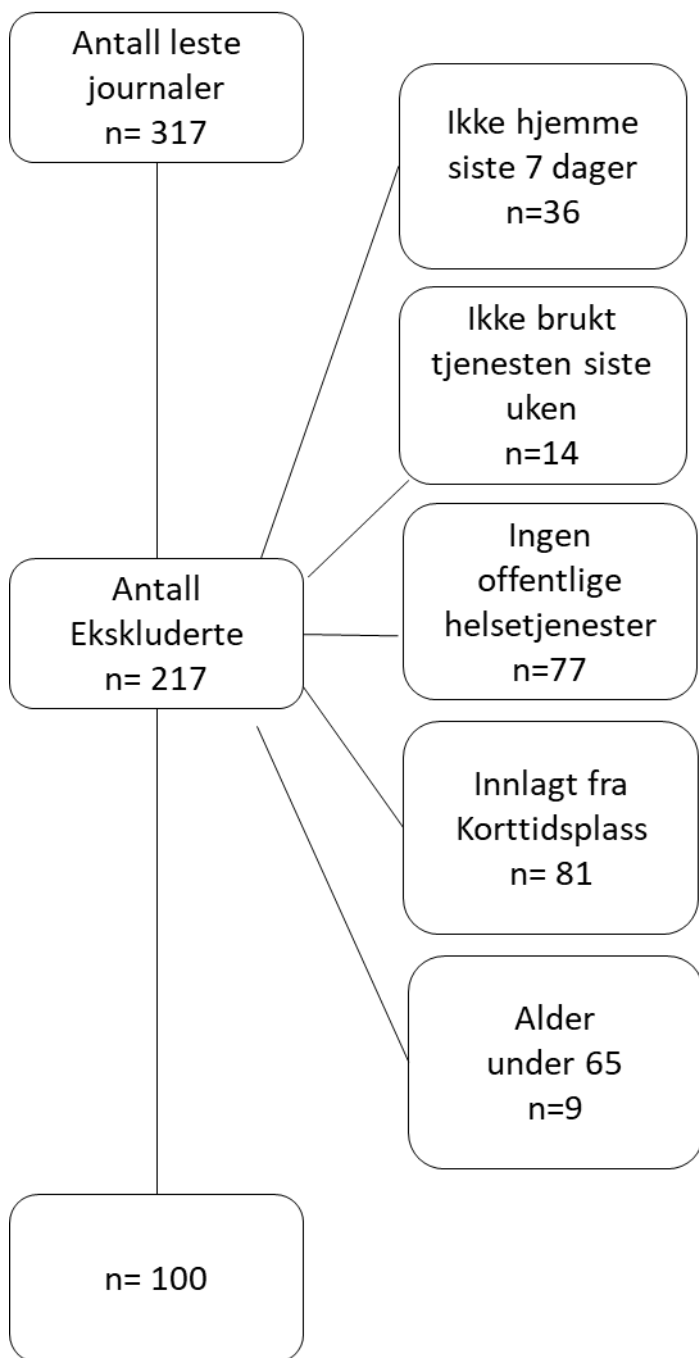 Antall leste
journaler
n= 317
Ikke hjemme
siste 7 dager
n=36
Ikke brukt
tjenesten siste
uken
n=14
Ingen
offentlige
helsetjenester
n=77
Antall
Ekskluderte
n= 217
Innlagt fra
Korttidsplass
n= 81
Alder
under 65
n=9
n= 100